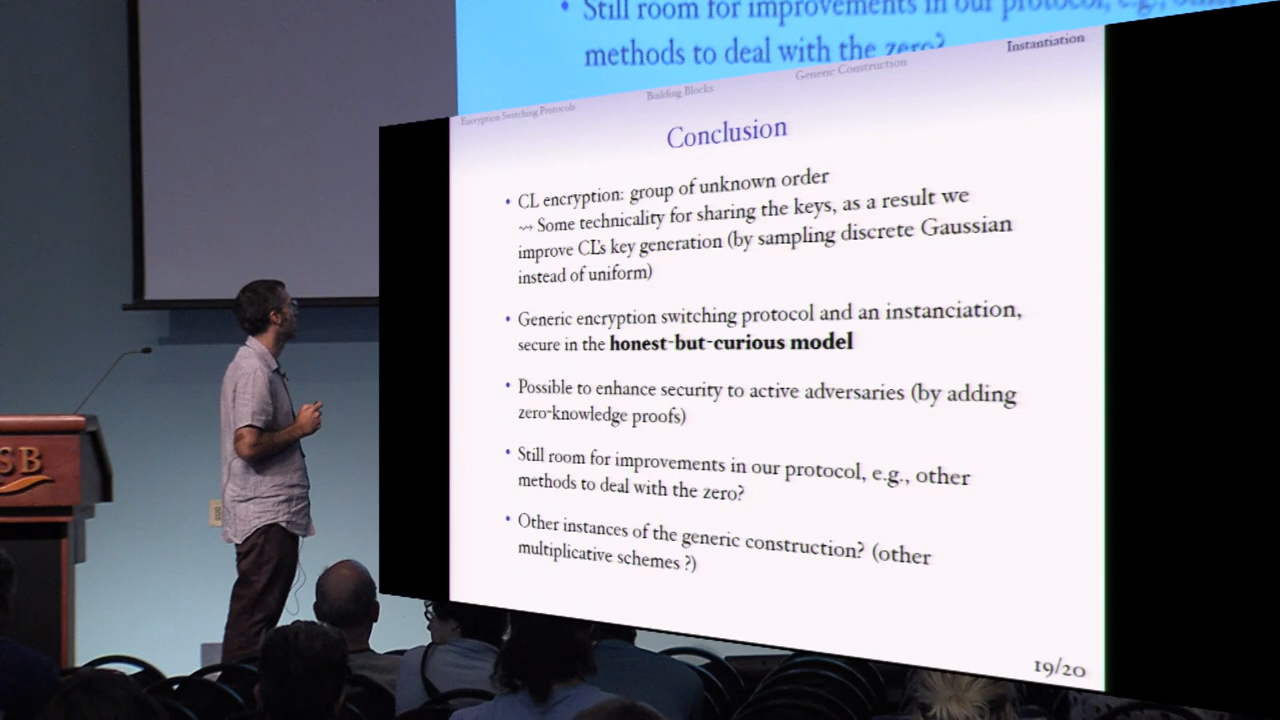 • Still room for improvements in our protocol, e.g., other
methods to deal with the zero?
Encryption Switching Protocols
Building Blocks
Generic Construction
Instantiation
Conclusion
• CL encryption: group of unknown order
⇝ Some technicality for sharing the keys, as a result we
improve CL's key generation (by sampling discrete Gaussian
instead of uniform)
• Generic encryption switching protocol and an instanciation,
secure in the honest-but-curious model
• Possible to enhance security to active adversaries (by adding
zero-knowledge proofs)
• Still room for improvements in our protocol, e.g., other
methods to deal with the zero?
• Other instances of the generic construction? (other
multiplicative schemes ?)
19/20
SB